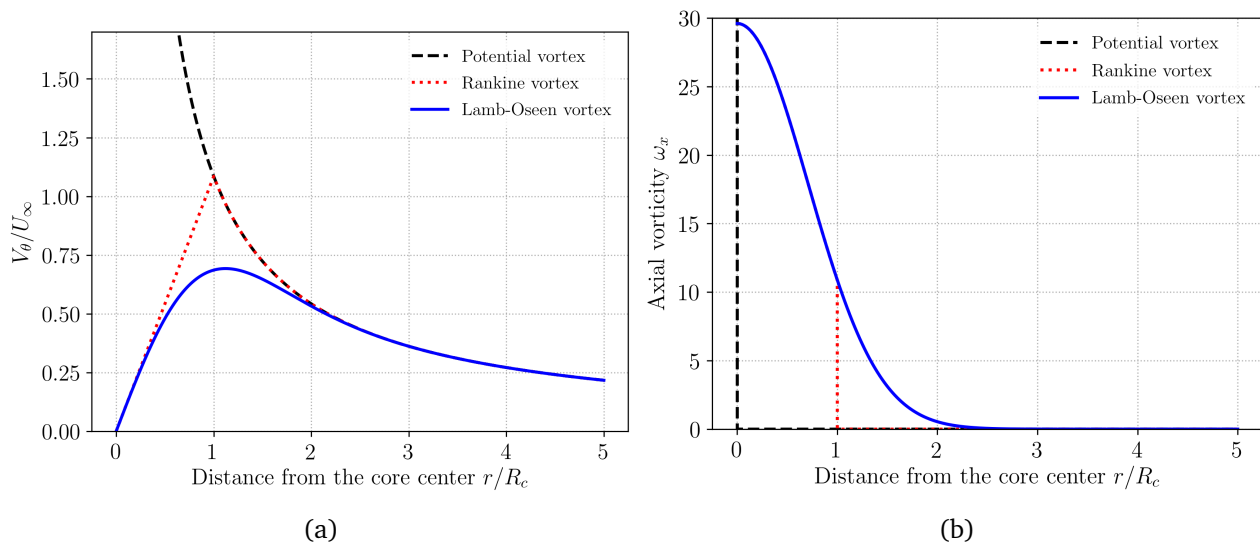 1.50
1.25
1.00
0.75
0.50
0.25
0.00
V_θ/U_∞
0 1 2 3 4 5
Distance from the core center r/R_c
Potential vortex
Rankine vortex
Lamb-Oseen vortex
(a)
30
25
20
15
10
5
0
Axial vorticity ω_x
0 1 2 3 4 5
Distance from the core center r/R_c
Potential vortex
Rankine vortex
Lamb-Oseen vortex
(b)